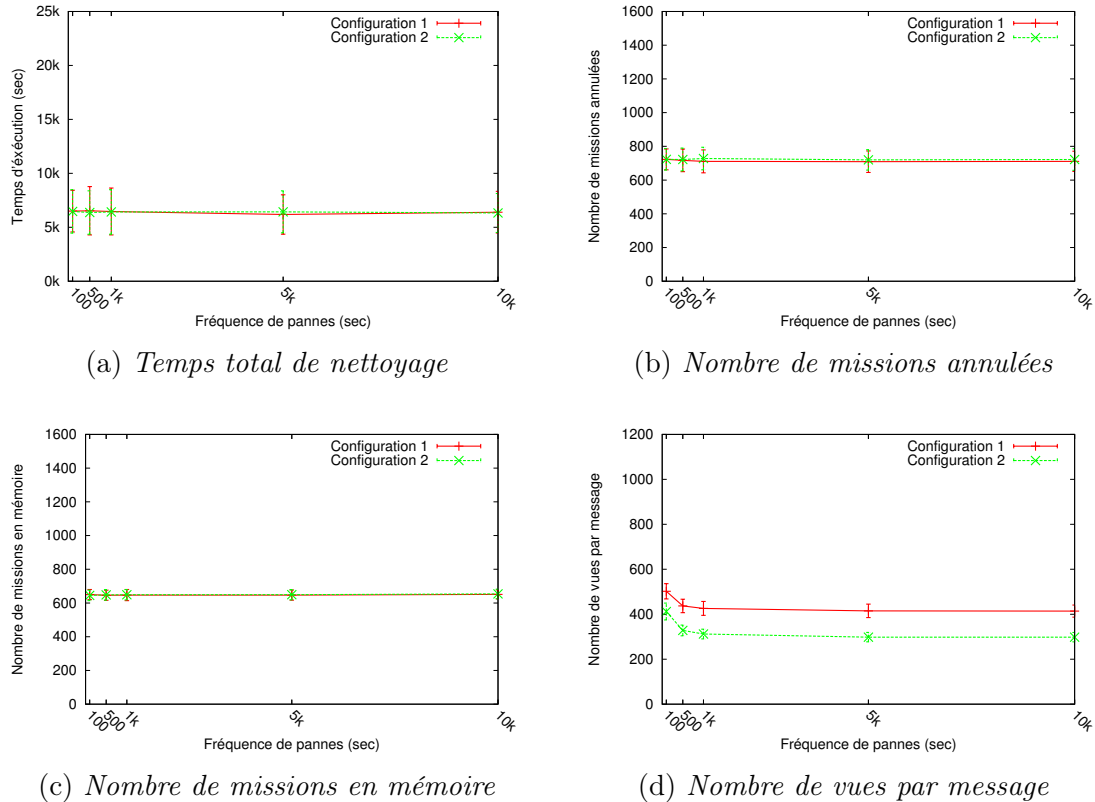 Configuration 1
Configuration 2
25k
20k
15k
10k
5k
0k
Temps d'éxécution (sec)
100
500
1k
5k
10k
Fréquence de pannes (sec)
(a) Temps total de nettoyage
Configuration 1
Configuration 2
1600
1400
1200
1000
800
600
400
200
0
Nombre de missions annulées
100
500
1k
5k
10k
Fréquence de pannes (sec)
(b) Nombre de missions annulées
Configuration 1
Configuration 2
1600
1400
1200
1000
800
600
400
200
0
Nombre de missions en mémoire
100
500
1k
5k
10k
Fréquence de pannes (sec)
(c) Nombre de missions en mémoire
Configuration 1
Configuration 2
1200
1000
800
600
400
200
0
Nombre de vues par message
100
500
1k
5k
10k
Fréquence de pannes (sec)
(d) Nombre de vues par message